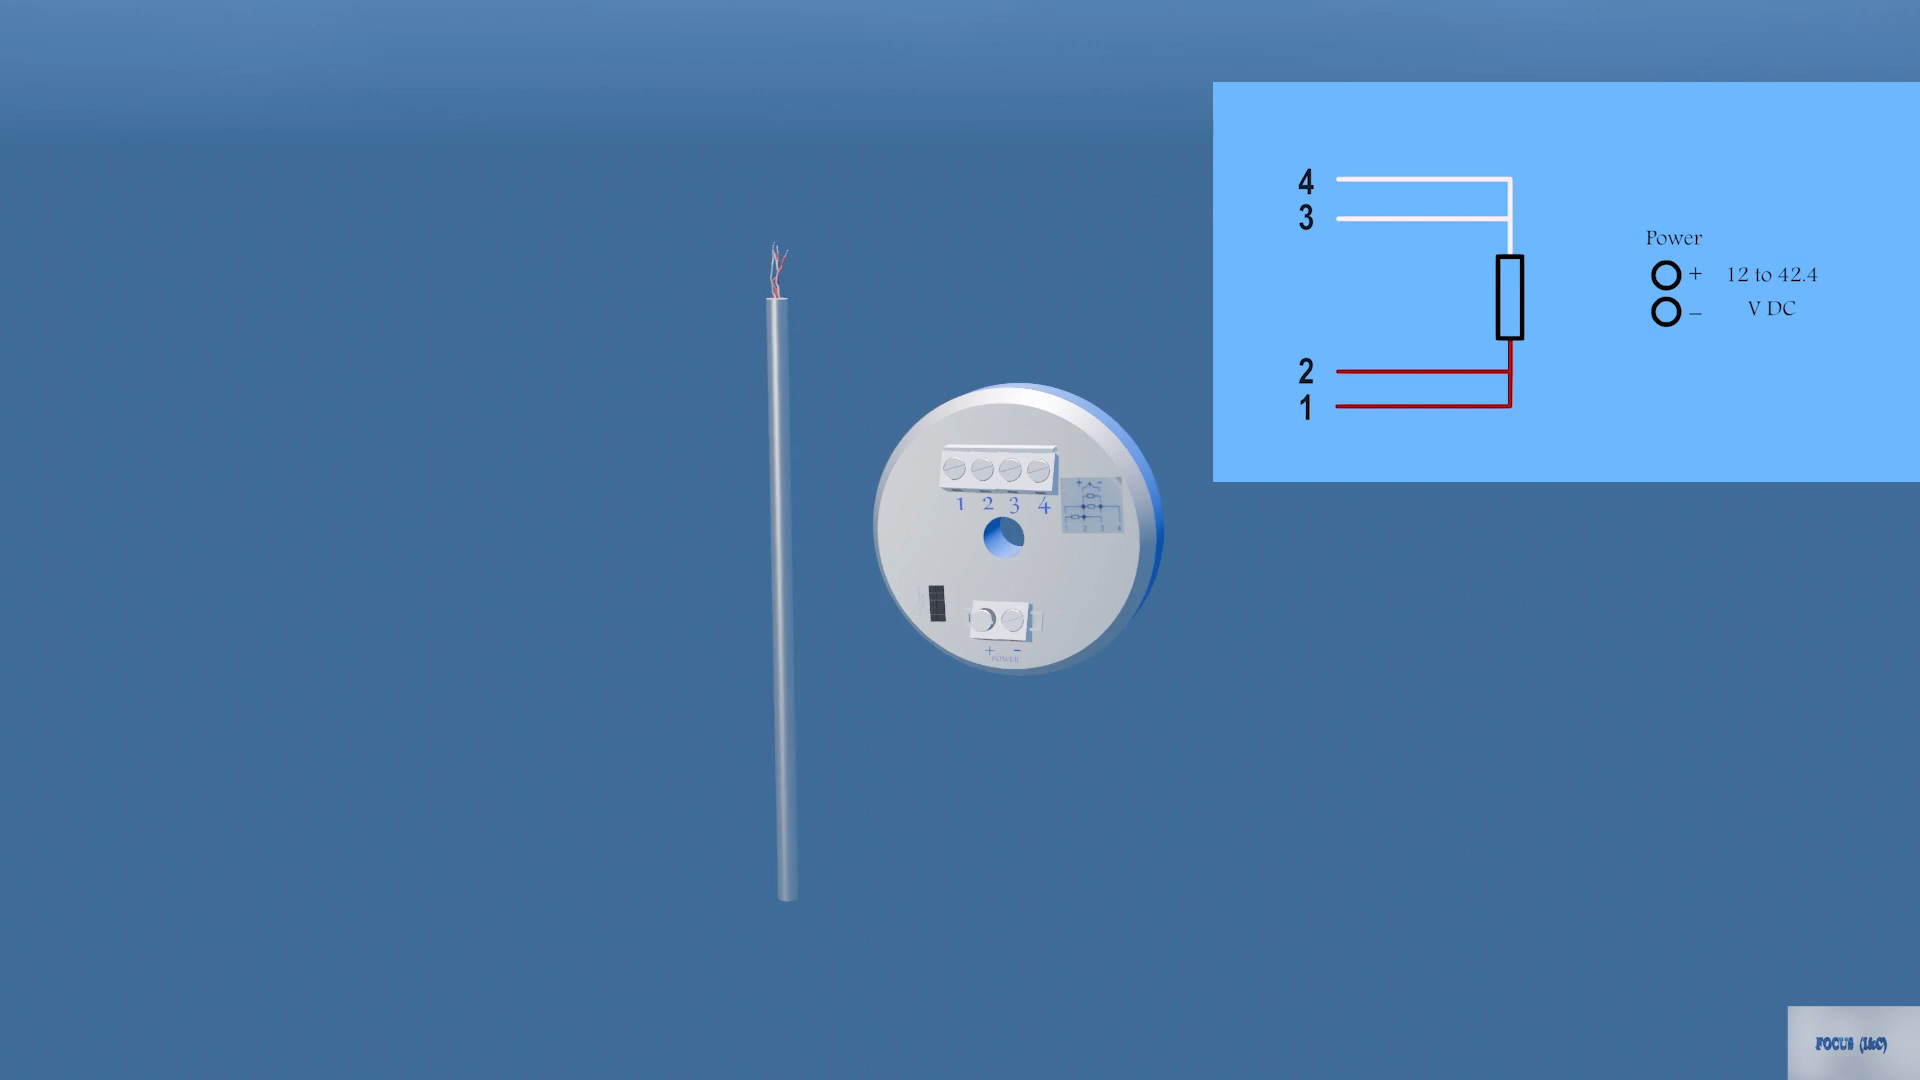 4
3
Power
+ 12 to 42.4
– V DC
2
1
1 2 3 4
+ -
POWER
FOCUS (I&C)